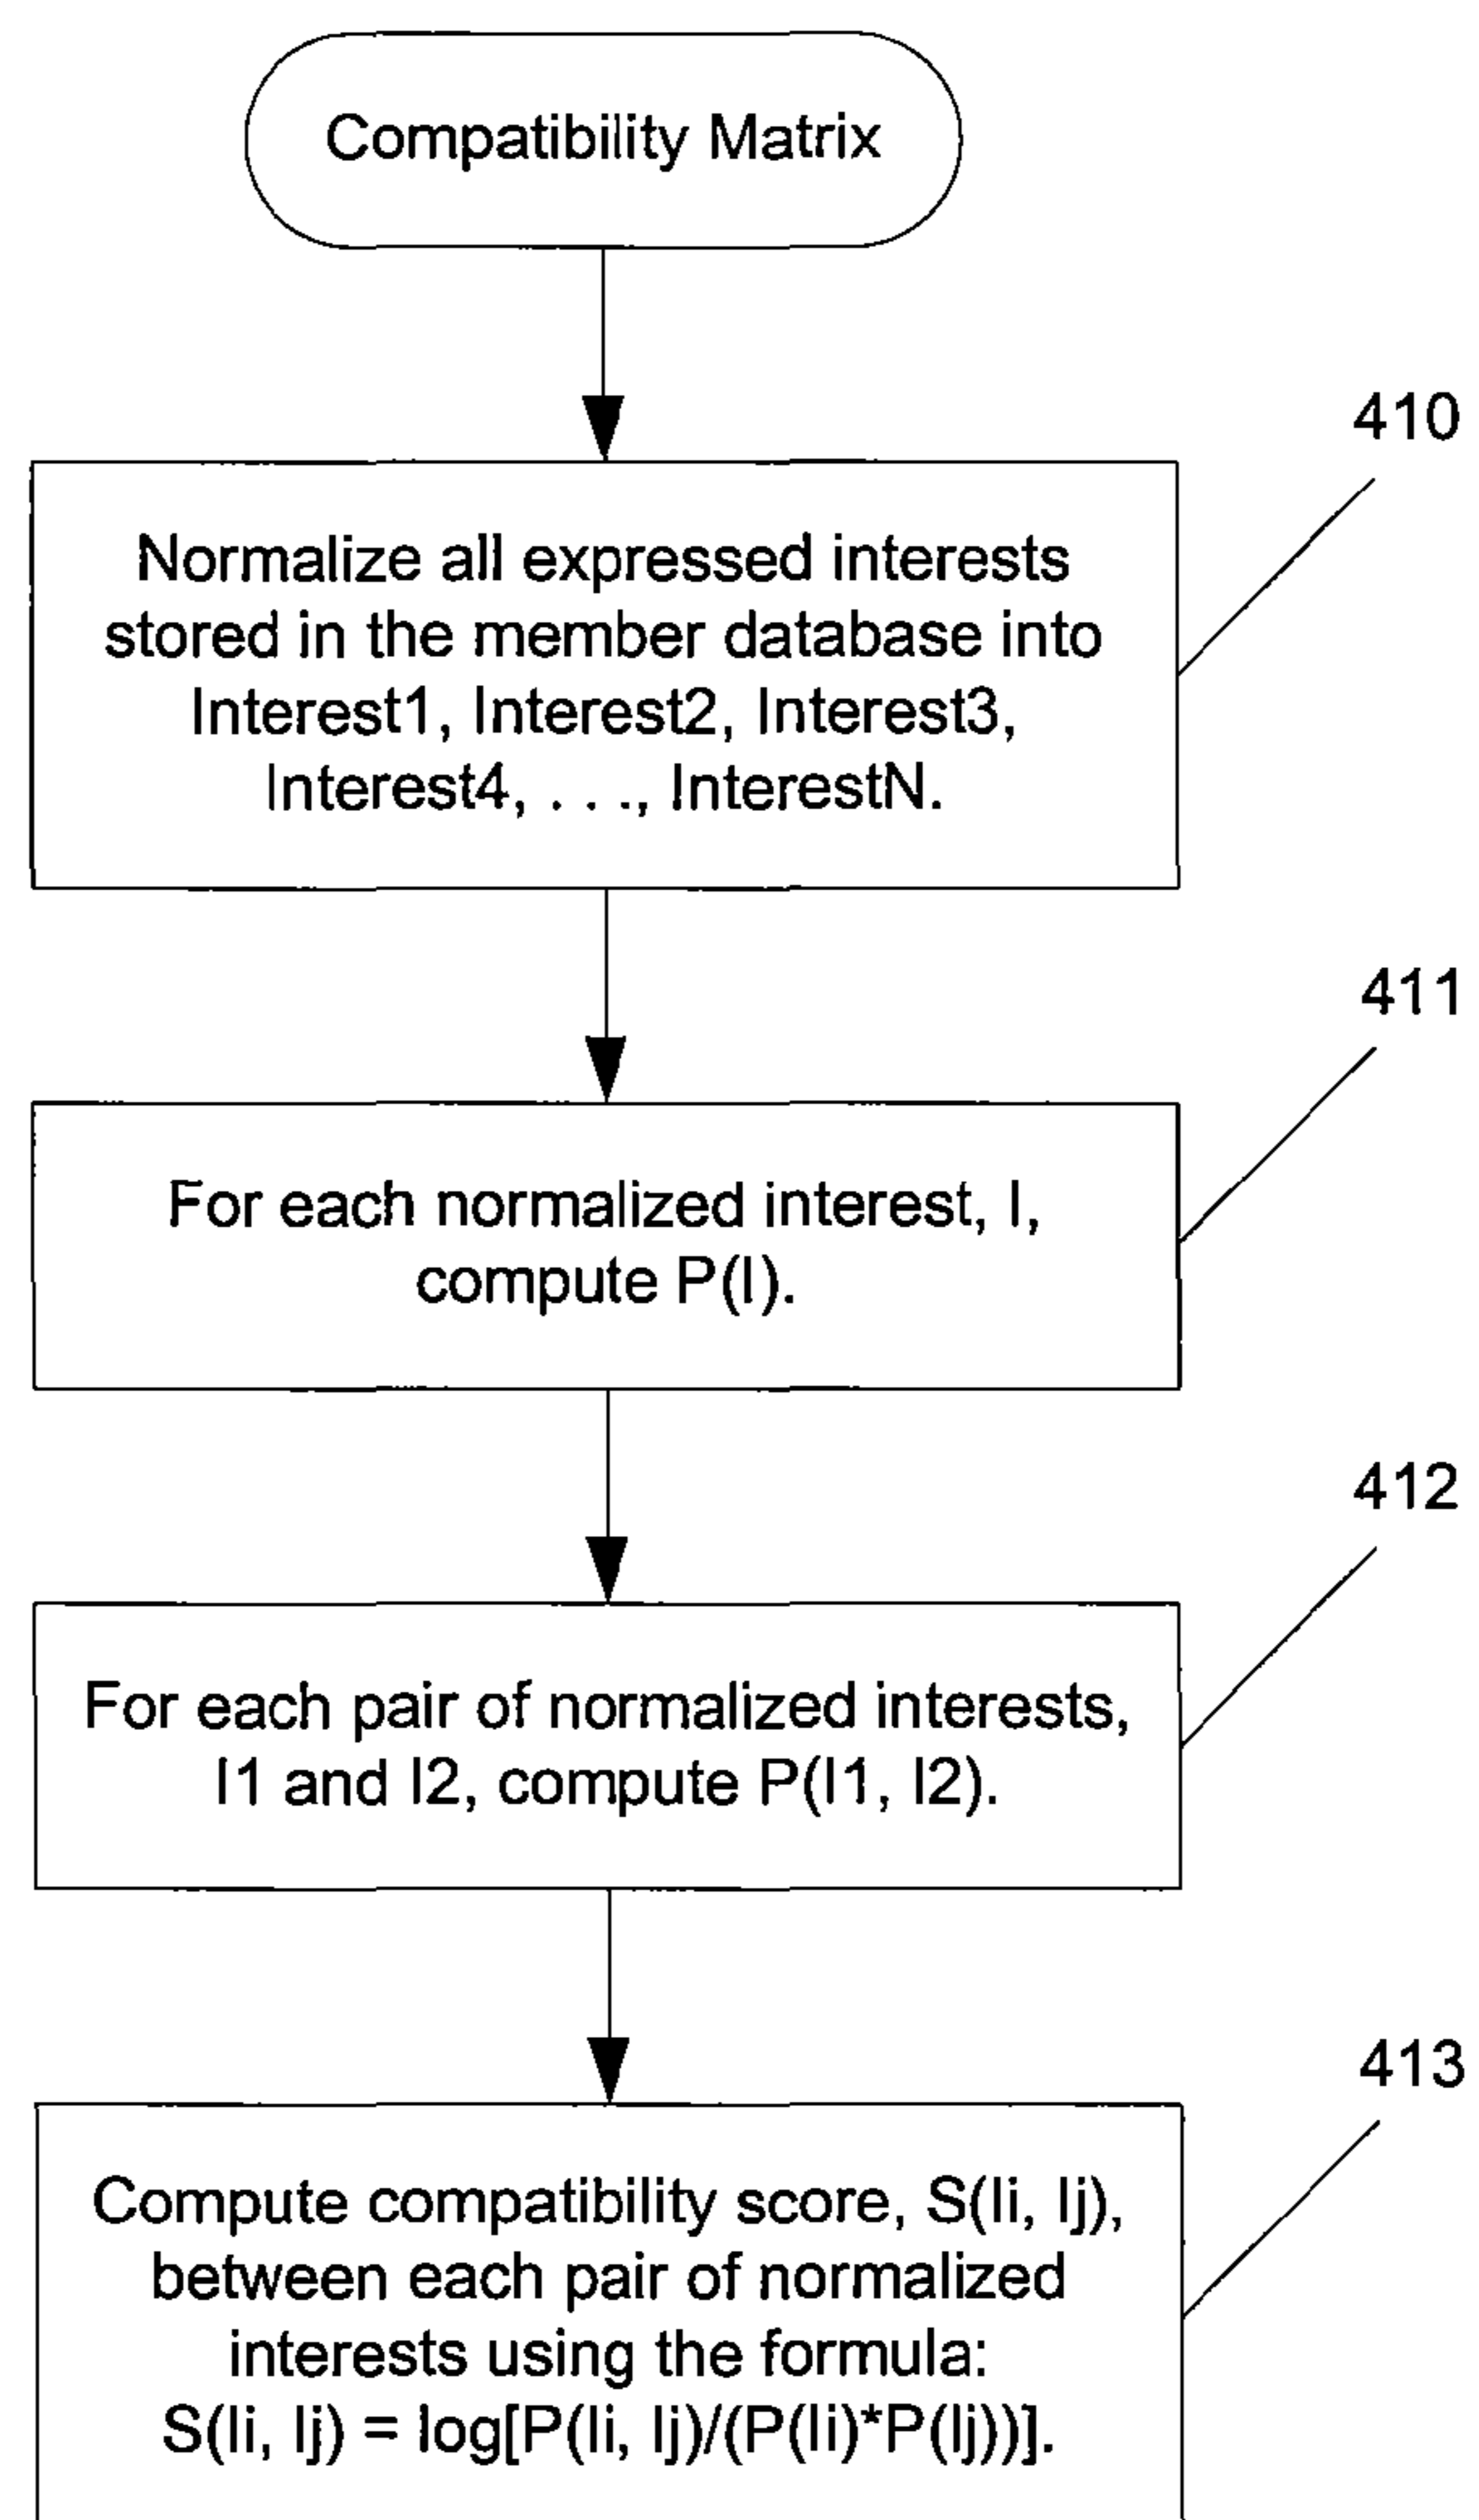 Compatibility Matrix
410
Normalize all expressed interests
stored in the member database into
Interest1, Interest2, Interest3,
Interest4, . . ., InterestN.
411
For each normalized interest, I,
compute P(I).
412
For each pair of normalized interests,
I1 and I2, compute P(I1, I2).
413
Compute compatibility score, S(Ii, Ij),
between each pair of normalized
interests using the formula:
S(Ii, Ij) = log[P(Ii, Ij)/(P(Ii)*P(Ij))].